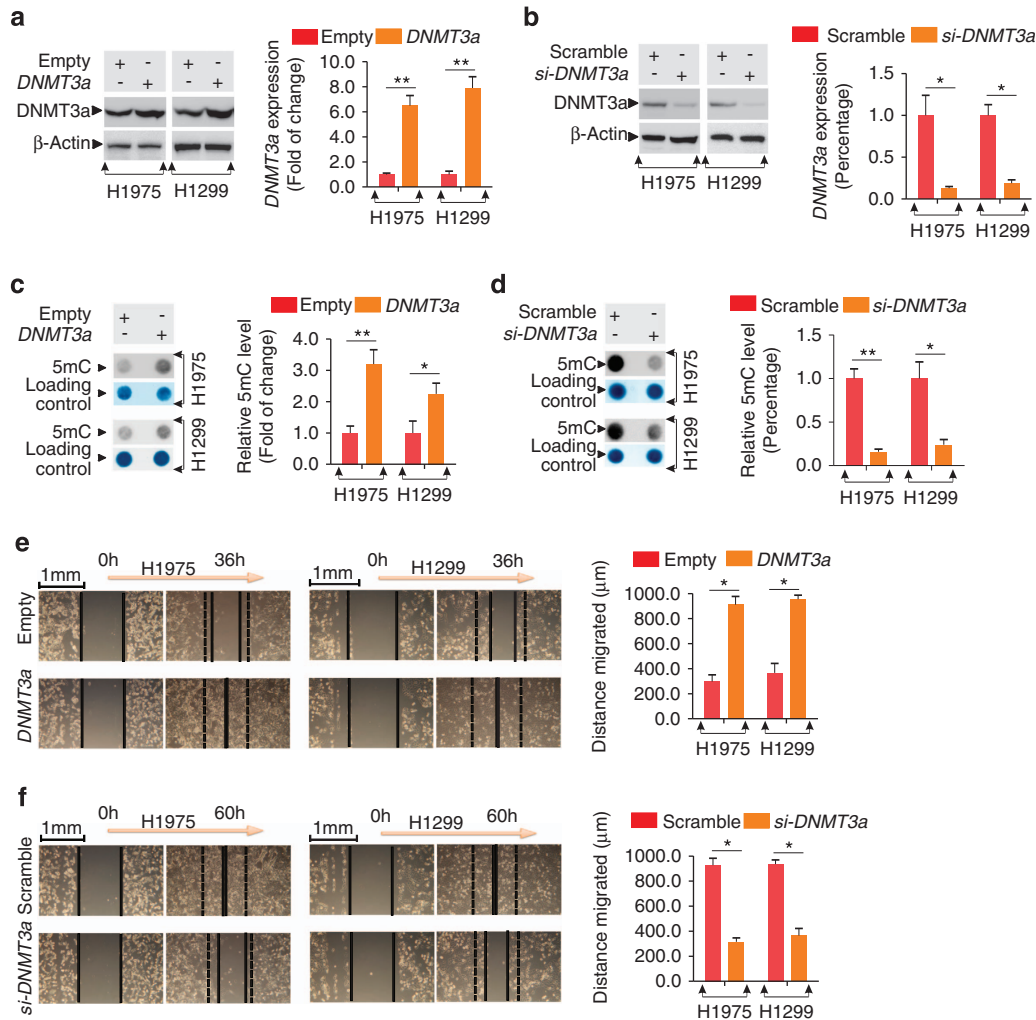 a
Empty + - + -
DNMT3a - + - +
DNMT3a
β-Actin
H1975 H1299
Empty DNMT3a
DNMT3a expression
(Fold of change)
10.0
8.0
6.0
4.0
2.0
0.0
** **
H1975
H1299
b
Scramble + - + -
si-DNMT3a - + - +
DNMT3a
β-Actin
H1975 H1299
Scramble si-DNMT3a
DNMT3a expression
(Percentage)
1.5
1.0
0.5
0.0
* *
H1975
H1299
c
Empty + -
DNMT3a - +
5mC
Loading
control
H1975
5mC
Loading
control
H1299
Empty DNMT3a
Relative 5mC level
(Fold of change)
4.0
3.0
2.0
1.0
0.0
** *
H1975
H1299
d
Scramble + -
si-DNMT3a - +
5mC
Loading
control
H1975
5mC
Loading
control
H1299
Scramble si-DNMT3a
Relative 5mC level
(Percentage)
1.5
1.0
0.5
0.0
** *
H1975
H1299
e
1mm 0h H1975 36h
1mm 0h H1299 36h
Empty
DNMT3a
Empty DNMT3a
Distance migrated (µm)
1000.0
800.0
600.0
400.0
200.0
0.0
* *
H1975 H1299
f
1mm 0h H1975 60h
1mm 0h H1299 60h
Scramble
si-DNMT3a
Scramble si-DNMT3a
Distance migrated (µm)
1000.0
800.0
600.0
400.0
200.0
0.0
* *
H1975 H1299